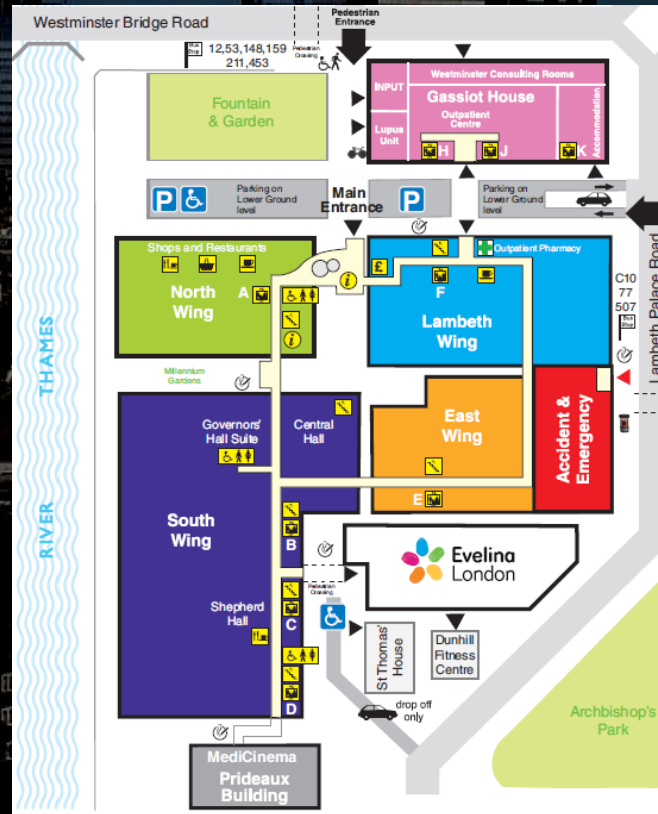 Westminster Bridge Road
Pedestrian
Entrance
Bus
Stop
12,53,148,159
211,453
Pedestrian
Crossing
Fountain
& Garden
Westminster Consulting Rooms
INPUT
Gassiot House
Outpatient
Centre
Lupus
Unit
Accommodation
H
J
K
P
Parking on
Lower Ground
level
Main
Entrance
P
Parking on
Lower Ground
level
Lambeth Palace Road
Shops and Restaurants
A
North
Wing
i
i
£
Outpatient Pharmacy
F
Lambeth
Wing
C10
77
507
Bus
Stop
Millennium
Gardens
RIVER THAMES
Governors'
Hall Suite
Central
Hall
East
Wing
E
Accident &
Emergency
South
Wing
B
Evelina
London
Pedestrian
Crossing
Shepherd
Hall
C
D
St Thomas'
House
Dunhill
Fitness
Centre
drop off
only
Archbishop's
Park
MediCinema
Prideaux
Building